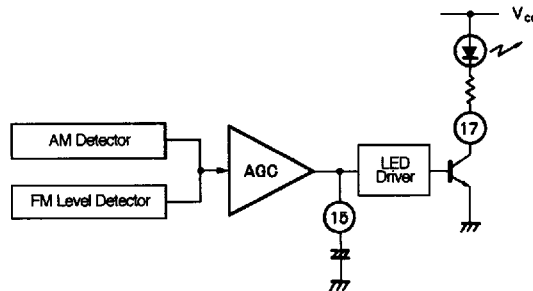 Vcc
17
AM Detector
AGC
LED
Driver
FM Level Detector
15